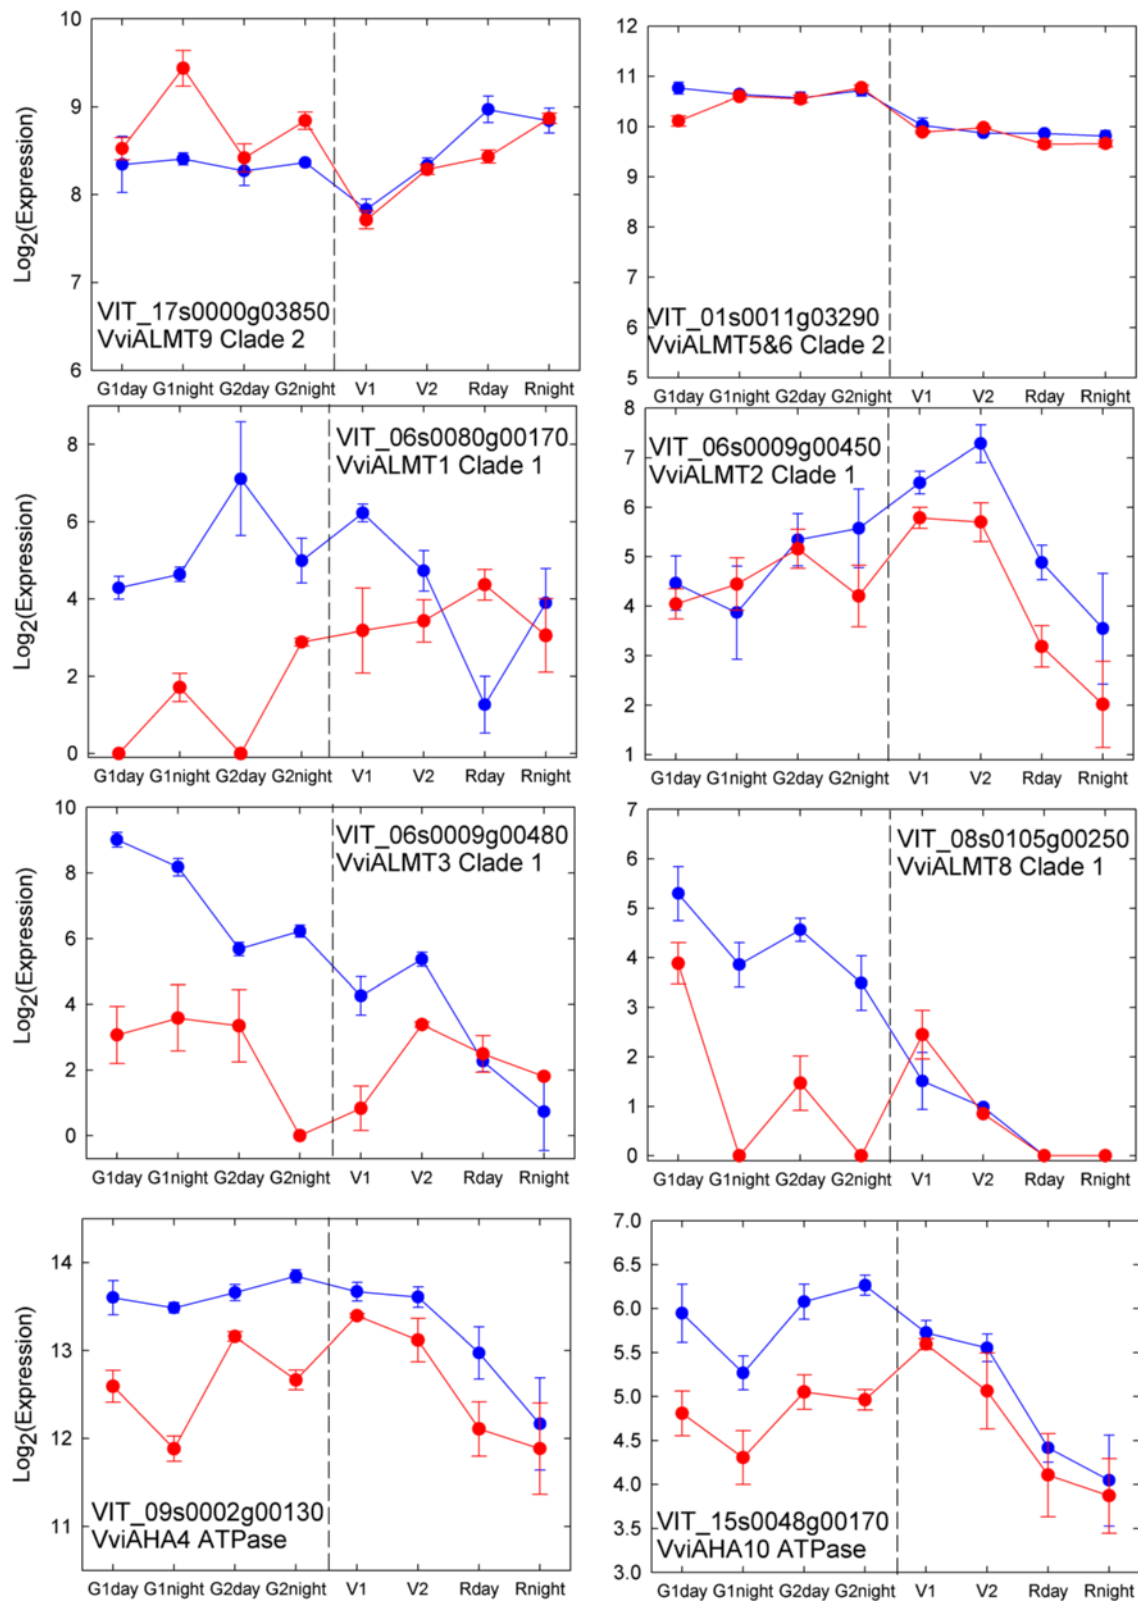 10
9
8
7
6
Log2(Expression)
VIT_17s0000g03850
VviALMT9 Clade 2
G1day G1night G2day G2night V1 V2 Rday Rnight
12
11
10
9
8
7
6
5
VIT_01s0011g03290
VviALMT5&6 Clade 2
G1day G1night G2day G2night V1 V2 Rday Rnight
8
6
4
2
0
Log2(Expression)
VIT_06s0080g00170
VviALMT1 Clade 1
G1day G1night G2day G2night V1 V2 Rday Rnight
8
7
6
5
4
3
2
1
VIT_06s0009g00450
VviALMT2 Clade 1
G1day G1night G2day G2night V1 V2 Rday Rnight
10
8
6
4
2
0
Log2(Expression)
VIT_06s0009g00480
VviALMT3 Clade 1
G1day G1night G2day G2night V1 V2 Rday Rnight
7
6
5
4
3
2
1
0
VIT_08s0105g00250
VviALMT8 Clade 1
G1day G1night G2day G2night V1 V2 Rday Rnight
14
13
12
11
Log2(Expression)
VIT_09s0002g00130
VviAHA4 ATPase
G1day G1night G2day G2night V1 V2 Rday Rnight
7.0
6.5
6.0
5.5
5.0
4.5
4.0
3.5
3.0
VIT_15s0048g00170
VviAHA10 ATPase
G1day G1night G2day G2night V1 V2 Rday Rnight